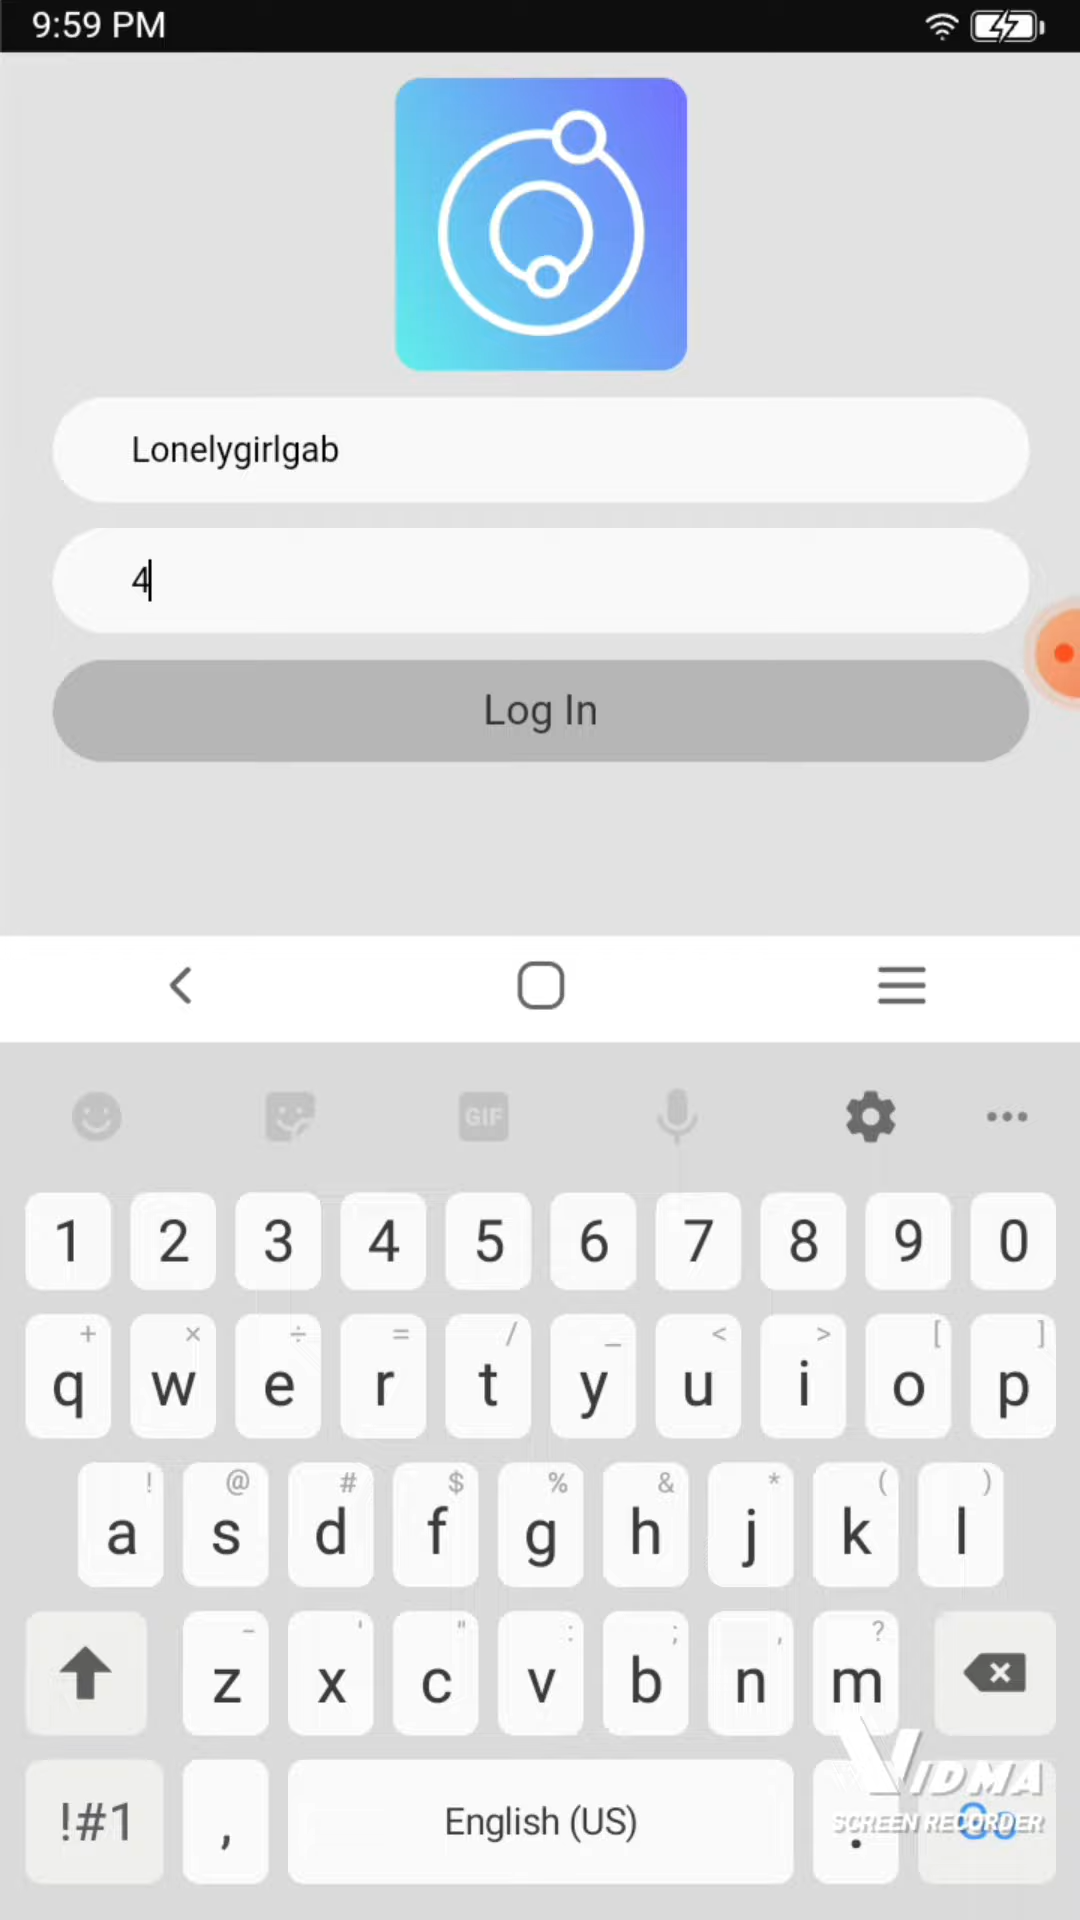 9:59 PM
Lonelygirlgab
4
Log In
GIF
1 2 3 4 5 6 7 8 9 0
+ × ÷ = / _ < > [ ]
q w e r t y u i o p
! @ # $ % & * ( )
a s d f g h j k l
- ' " : ; , ?
z x c v b n m
!#1 , English (US) . Go
VIDMA
SCREEN RECORDER